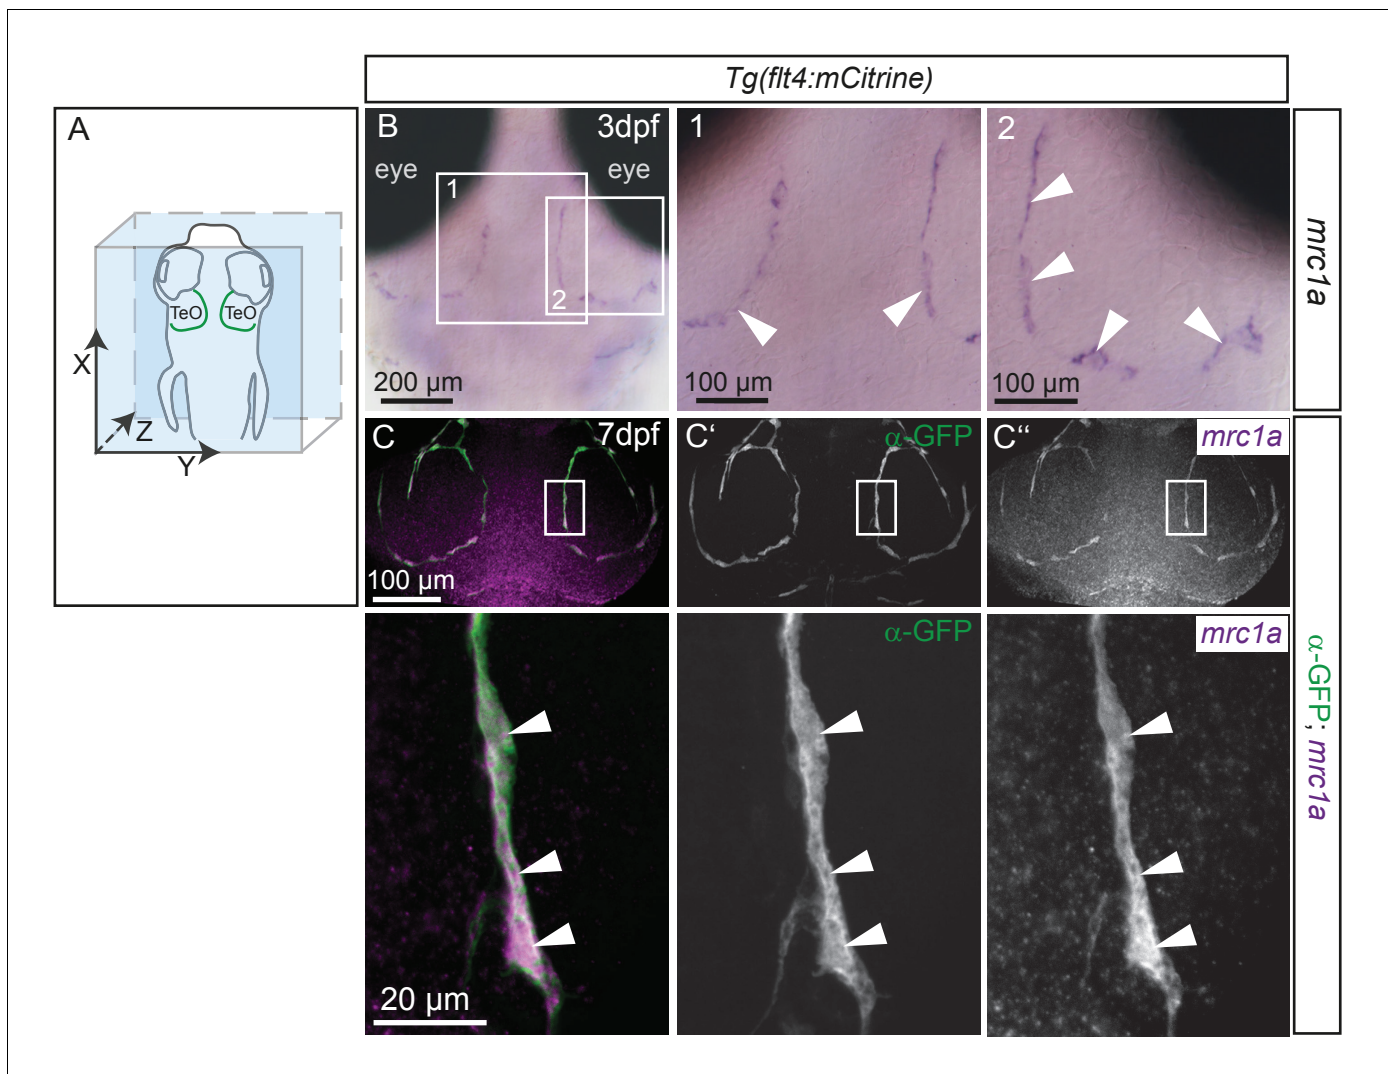 Tg(flt4:mCitrine)
A
TeO TeO
X
Z
Y
B 3dpf
eye eye
1
2
200 µm
1
100 µm
2
100 µm
mrc1a
C 7dpf
100 µm
C‘ α-GFP
C“ mrc1a
20 µm
α-GFP
mrc1a
α-GFP; mrc1a